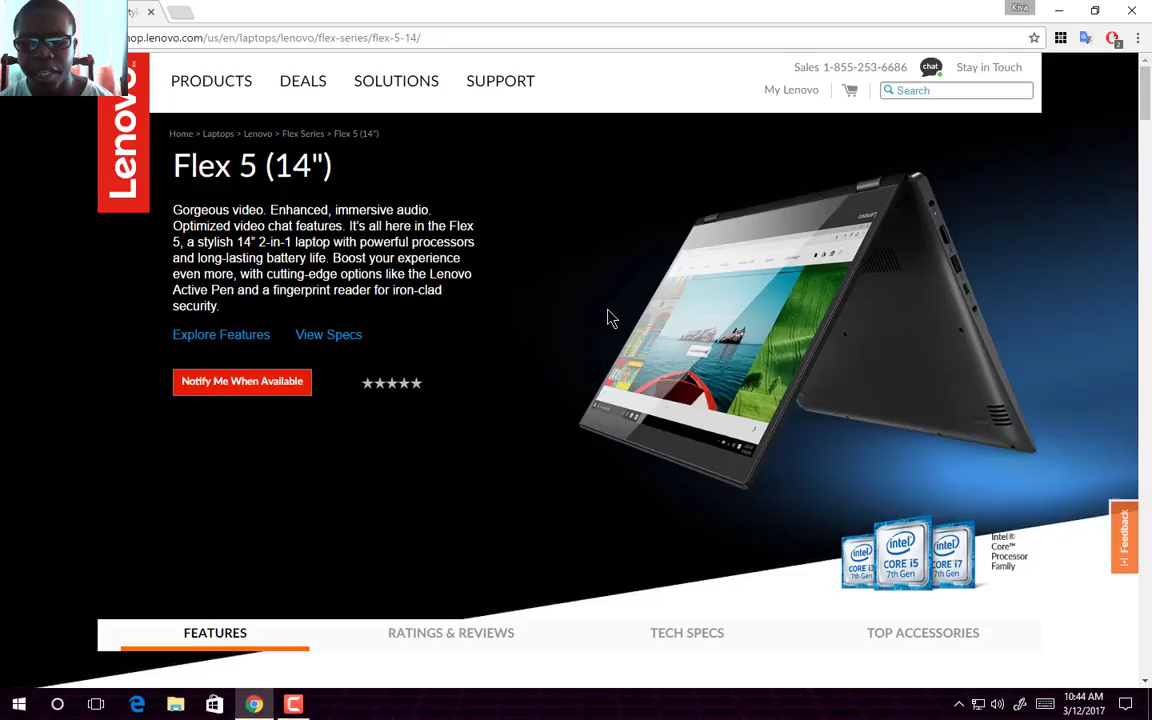 Kiva
op.lenovo.com/us/en/laptops/lenovo/flex-series/flex-5-14/
2
Lenovo
PRODUCTS DEALS SOLUTIONS SUPPORT
Sales 1-855-253-6686 chat Stay in Touch
My Lenovo Search
Home > Laptops > Lenovo > Flex Series > Flex 5 (14")
Flex 5 (14")
Gorgeous video. Enhanced, immersive audio.
Optimized video chat features. It's all here in the Flex
5, a stylish 14" 2-in-1 laptop with powerful processors
and long-lasting battery life. Boost your experience
even more, with cutting-edge options like the Lenovo
Active Pen and a fingerprint reader for iron-clad
security.
Explore Features View Specs
Notify Me When Available
Lenovo
intel CORE i3 7th Gen
intel CORE i5 7th Gen
intel CORE i7 7th Gen
Intel®
Core™
Processor
Family
[+] Feedback
FEATURES RATINGS & REVIEWS TECH SPECS TOP ACCESSORIES
10:44 AM
3/12/2017